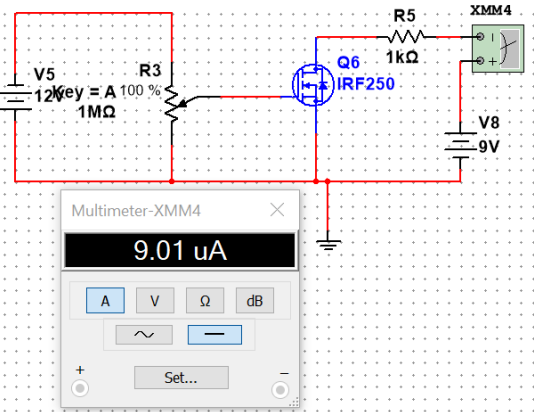 XMM4
R5
1kΩ
Q6
IRF250
V5
12V
R3
Key = A
100 %
1MΩ
V8
9V
Multimeter-XMM4
9.01 uA
A V Ω dB
Set...
+ −